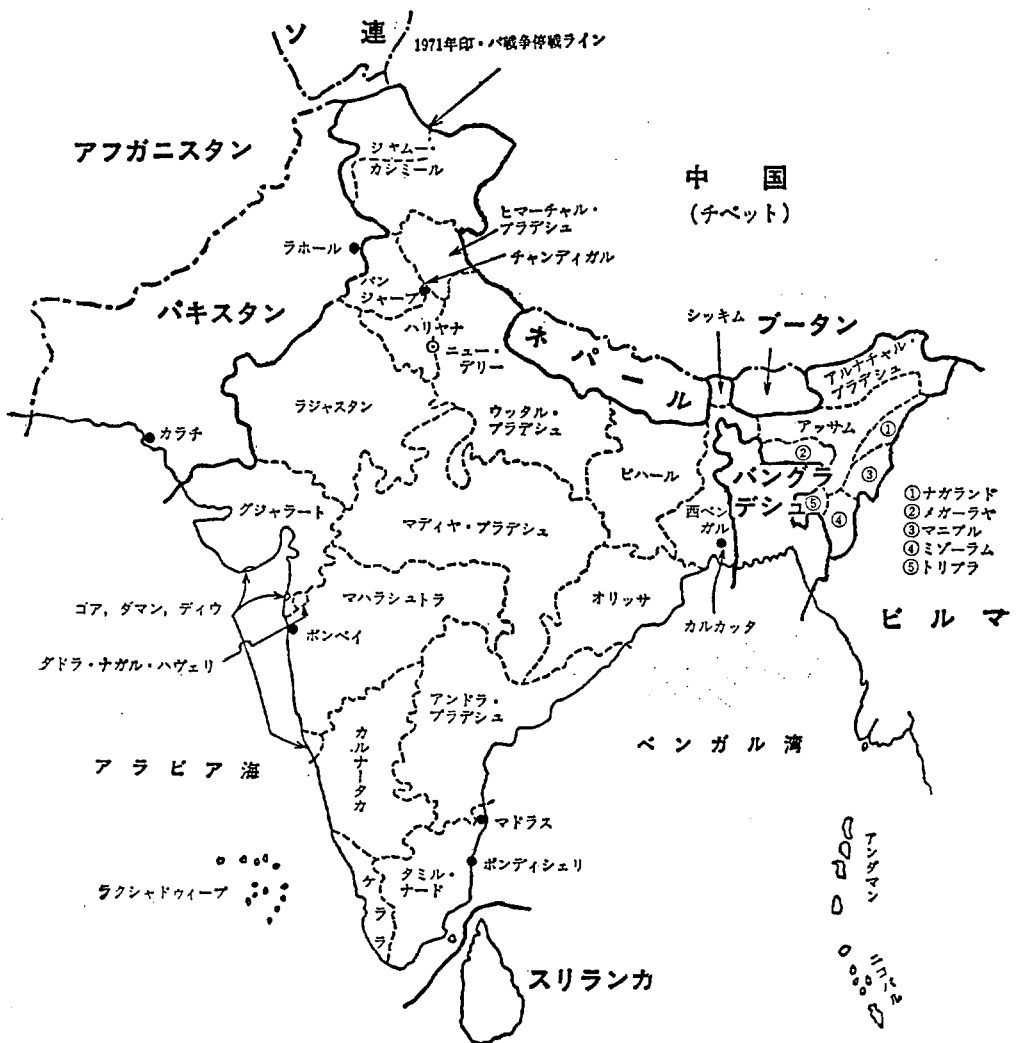 ソ連
1971年印・パ戦争停戦ライン
アフガニスタン
ジャムー・
カシミール
中国
(チベット)
ヒマーチャル・
プラデシュ
ラホール
チャンディガル
パン
ジャーブ
パキスタン
ハリヤナ
ニュー・
デリー
ネパール
シッキム
ブータン
アルナチャル・
プラデシュ
ラジャスタン
ウッタル・
プラデシュ
カラチ
アッサム
①
②
③
ビハール
バングラ
デシュ
⑤
④
グジャラート
マディヤ・プラデシュ
西ベン
ガル
①ナガランド
②メガーラヤ
③マニプル
④ミゾーラム
⑤トリプラ
ゴア,ダマン,ディウ
マハラシュトラ
オリッサ
カルカッタ
ビルマ
ボンベイ
ダドラ・ナガル・ハヴェリ
アンドラ・
プラデシュ
カルナータカ
ベンガル湾
アラビア海
マドラス
ポンディシェリ
タミル・
ナード
ケララ
ラクシャドウィープ
アンダマン
ニコバル
スリランカ